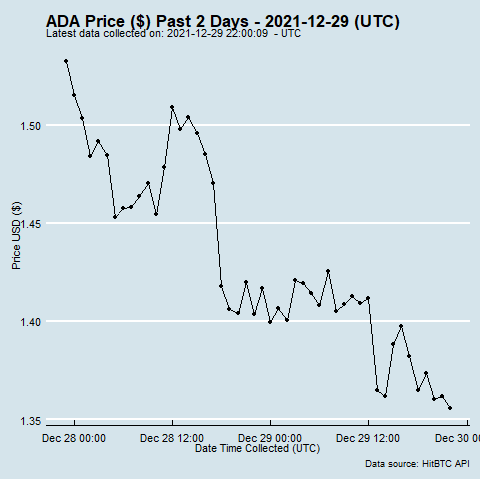 ADA Price ($) Past 2 Days - 2021-12-29 (UTC)
Latest data collected on: 2021-12-29 22:00:09 - UTC
1.50
1.45
1.40
1.35
Price USD ($)
Dec 28 00:00 Dec 28 12:00 Dec 29 00:00 Dec 29 12:00 Dec 30 0
Date Time Collected (UTC)
Data source: HitBTC API